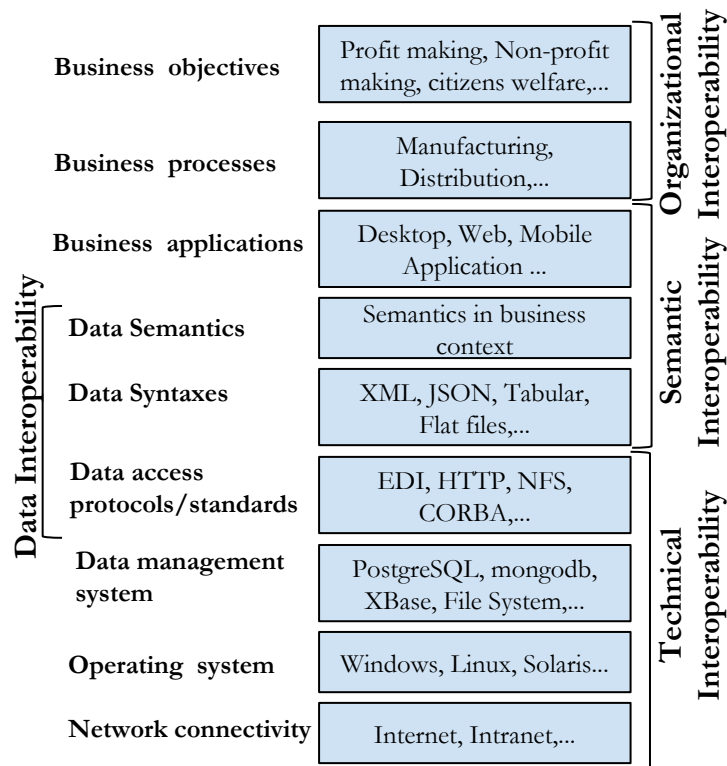 Business objectives
Profit making, Non-profit
making, citizens welfare,...
Business processes
Manufacturing,
Distribution,...
Organizational
Interoperability
Business applications
Desktop, Web, Mobile
Application ...
Data Semantics
Semantics in business
context
Data Syntaxes
XML, JSON, Tabular,
Flat files,...
Semantic
Interoperability
Data Interoperability
Data access
protocols/standards
EDI, HTTP, NFS,
CORBA,...
Data management
system
PostgreSQL, mongodb,
XBase, File System,...
Operating system
Windows, Linux, Solaris...
Network connectivity
Internet, Intranet,...
Technical
Interoperability